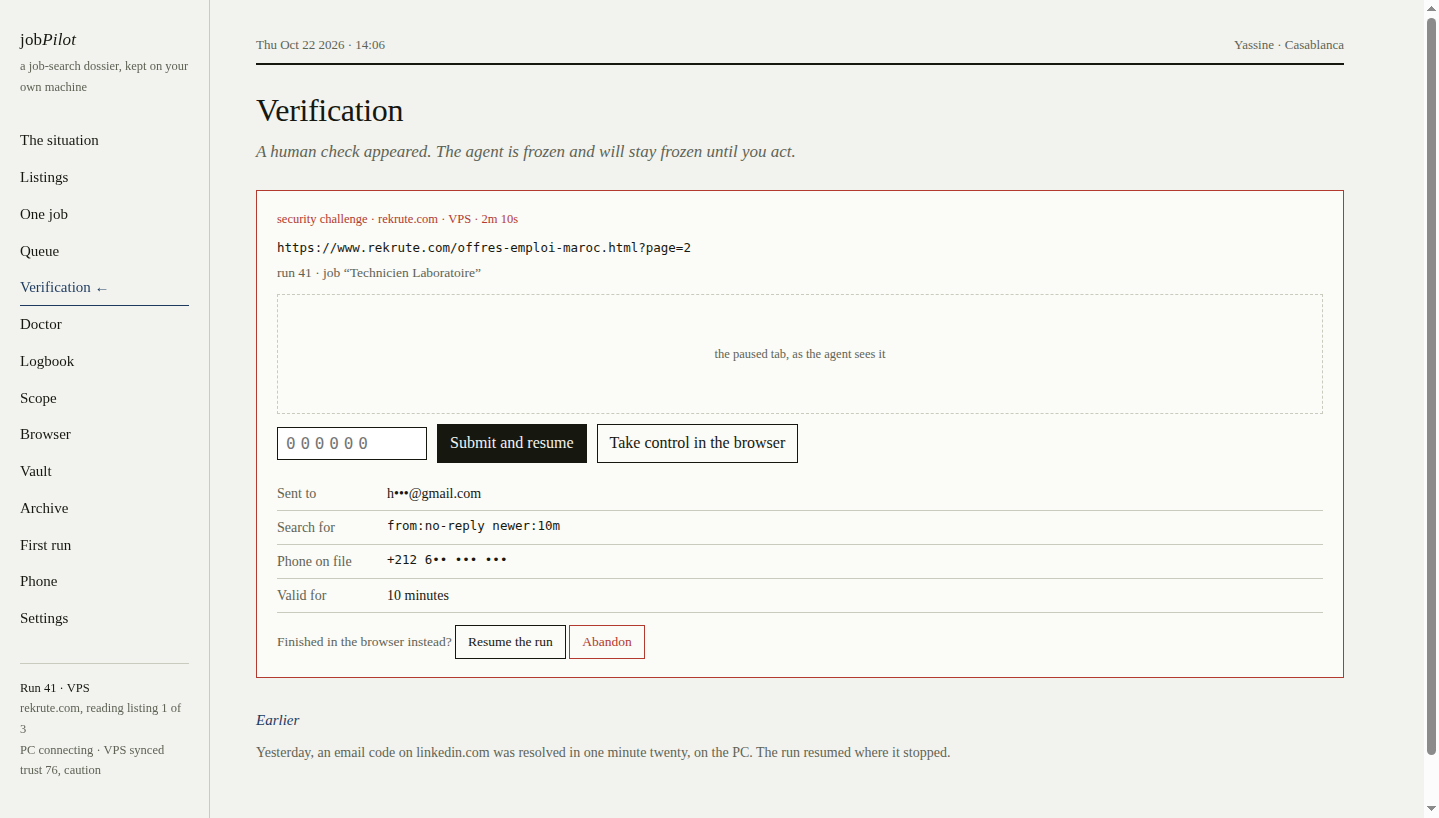 jobPilot
a job-search dossier, kept on your
own machine
The situation
Listings
One job
Queue
Verification ←
Doctor
Logbook
Scope
Browser
Vault
Archive
First run
Phone
Settings
Run 41 · VPS
rekrute.com, reading listing 1 of
3
PC connecting · VPS synced
trust 76, caution
Thu Oct 22 2026 · 14:06
Yassine · Casablanca
Verification
A human check appeared. The agent is frozen and will stay frozen until you act.
security challenge · rekrute.com · VPS · 2m 10s
https://www.rekrute.com/offres-emploi-maroc.html?page=2
run 41 · job “Technicien Laboratoire”
the paused tab, as the agent sees it
000000
Submit and resume
Take control in the browser
Sent to h•••@gmail.com
Search for from:no-reply newer:10m
Phone on file +212 6•• ••• •••
Valid for 10 minutes
Finished in the browser instead? Resume the run Abandon
Earlier
Yesterday, an email code on linkedin.com was resolved in one minute twenty, on the PC. The run resumed where it stopped.